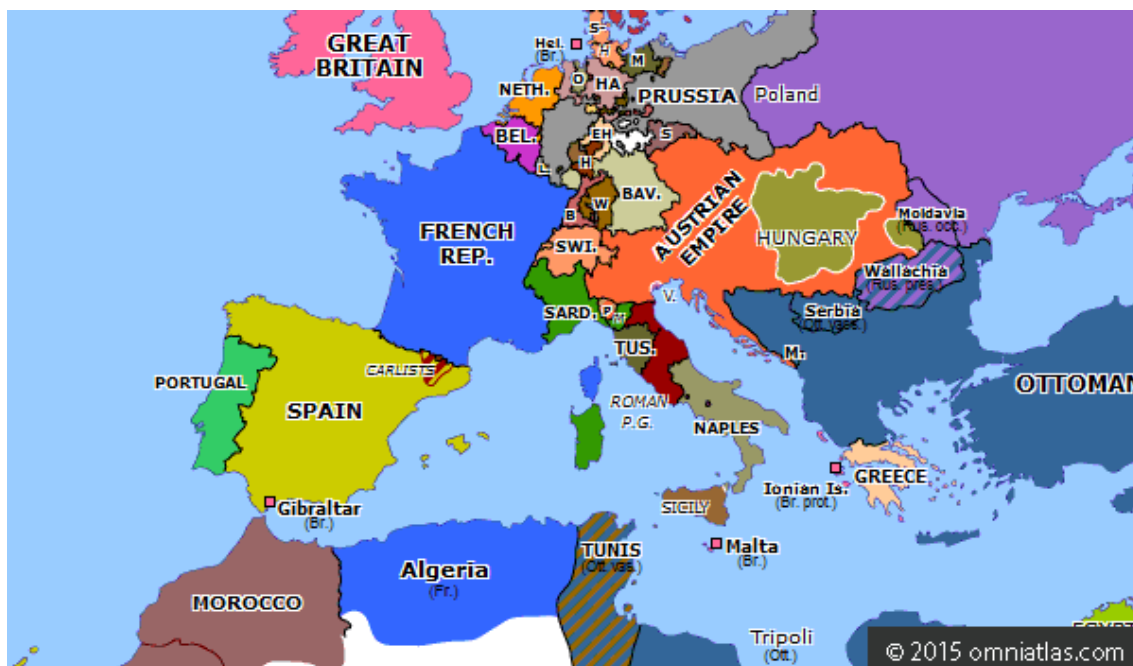 GREAT
BRITAIN
Hel.
(Br.)
S-
H
M
O
HA
NETH.
PRUSSIA
Poland
BEL.
EH
S
L.
H
BAV.
W
B
FRENCH
REP.
SWI.
AUSTRIAN
EMPIRE
HUNGARY
Moldavia
(Rus. occ.)
Wallachia
(Rus. pres.)
V.
SARD.
P
M
Serbia
(Ott. vas.)
TUS.
M.
CARLISTS
PORTUGAL
SPAIN
ROMAN
P.G.
NAPLES
OTTOMAN
GREECE
Ionian Is.
(Br. prot.)
SICILY
Gibraltar
(Br.)
Malta
(Br.)
TUNIS
(Ott. vas.)
Algeria
(Fr.)
MOROCCO
Tripoli
(Ott.)
© 2015 omniatlas.com